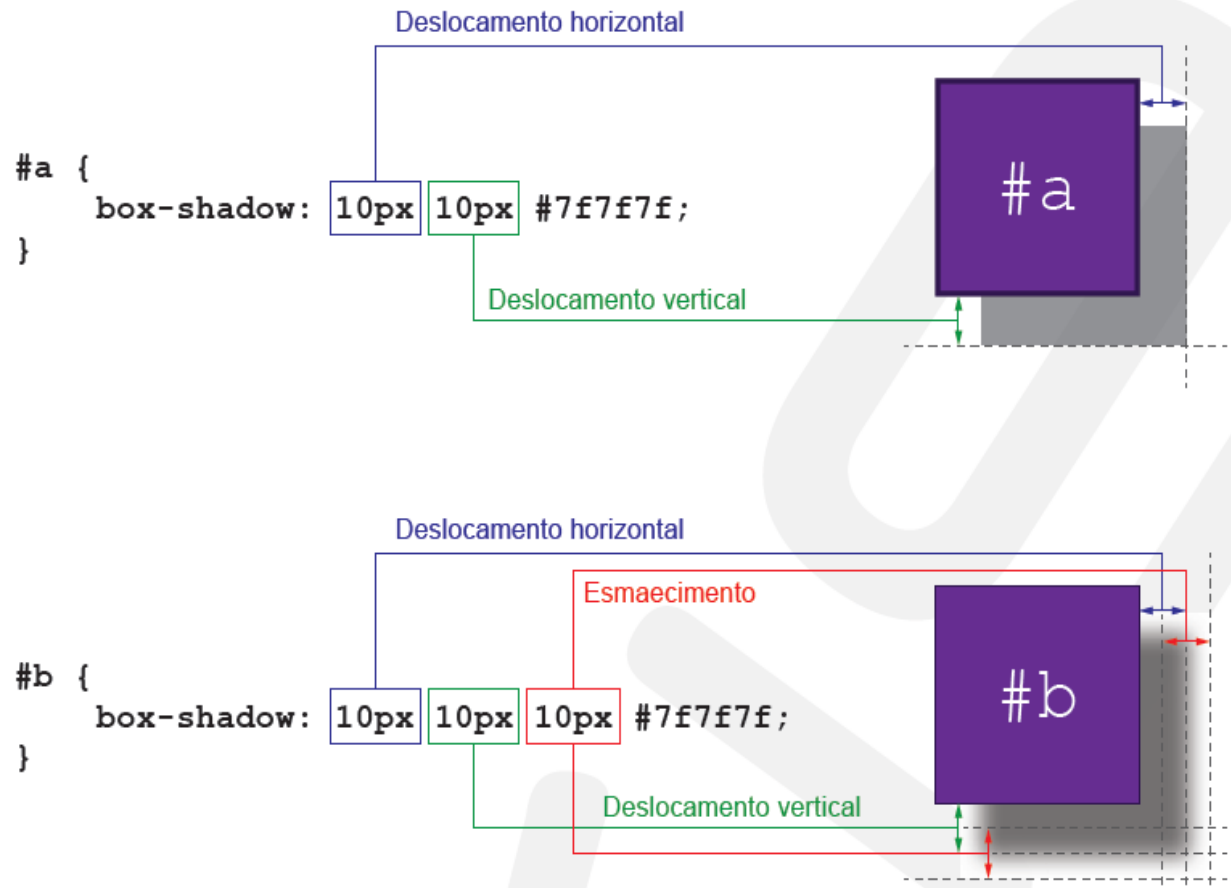 Deslocamento horizontal
#a {
box-shadow: 10px 10px #7f7f7f;
}
#a
Deslocamento vertical
Deslocamento horizontal
Esmaecimento
#b {
box-shadow: 10px 10px 10px #7f7f7f;
}
#b
Deslocamento vertical